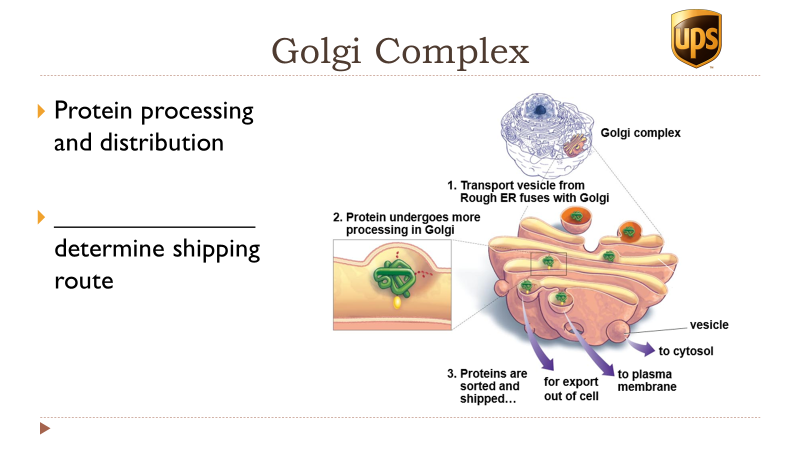 Golgi Complex
ups
Protein processing
and distribution
_______________
determine shipping
route
Golgi complex
1. Transport vesicle from
Rough ER fuses with Golgi
2. Protein undergoes more
processing in Golgi
vesicle
to cytosol
3. Proteins are
sorted and
shipped...
for export
out of cell
to plasma
membrane